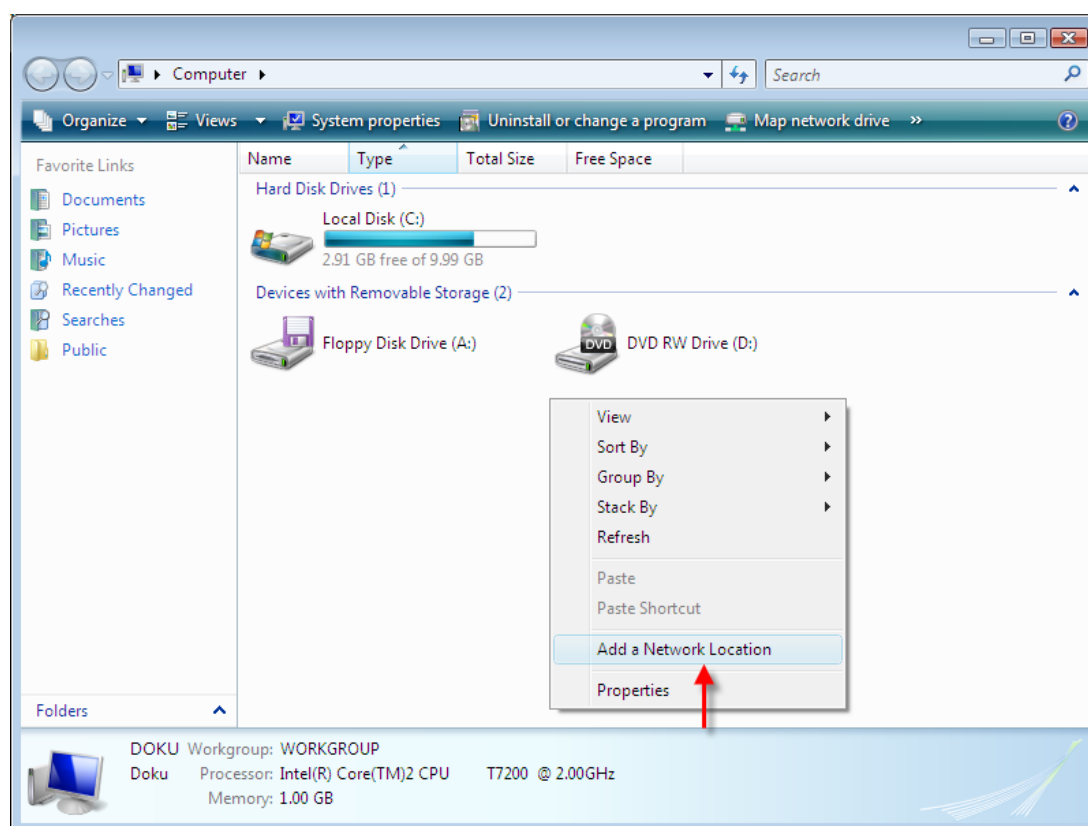 Computer
Search
Organize Views System properties Uninstall or change a program Map network drive »
Favorite Links
Documents
Pictures
Music
Recently Changed
Searches
Public
Folders
Name Type Total Size Free Space
Hard Disk Drives (1)
Local Disk (C:)
2.91 GB free of 9.99 GB
Devices with Removable Storage (2)
Floppy Disk Drive (A:)
DVD
DVD RW Drive (D:)
View
Sort By
Group By
Stack By
Refresh
Paste
Paste Shortcut
Add a Network Location
Properties
DOKU Workgroup: WORKGROUP
Doku Processor: Intel(R) Core(TM)2 CPU T7200 @ 2.00GHz
Memory: 1.00 GB